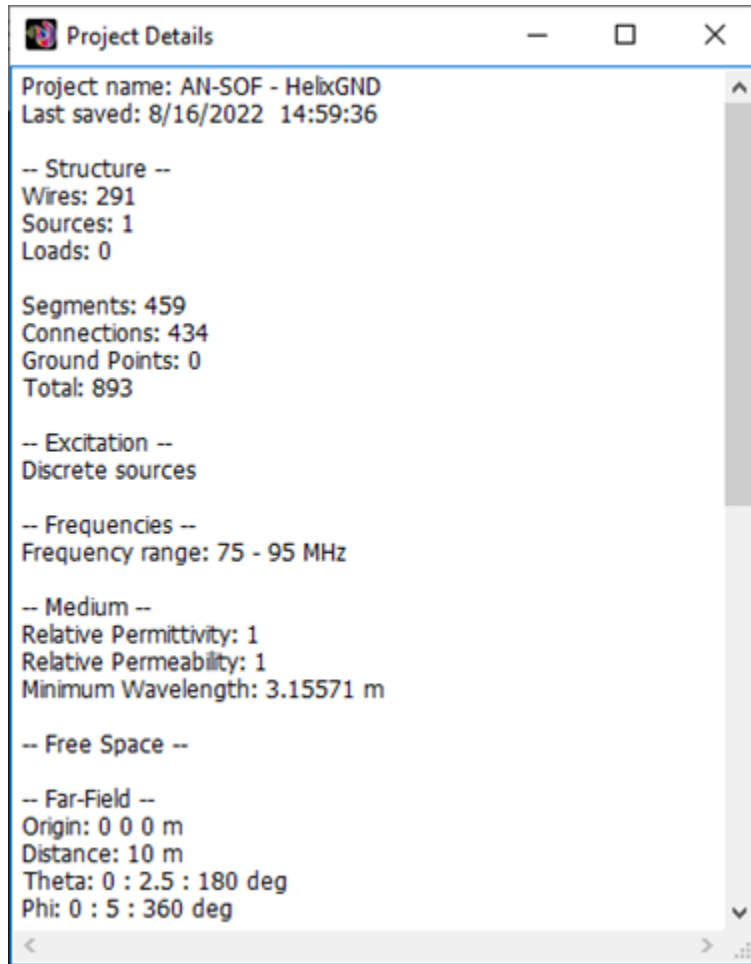 Project Details
Project name: AN-SOF - HelixGND
Last saved: 8/16/2022 14:59:36
-- Structure --
Wires: 291
Sources: 1
Loads: 0
Segments: 459
Connections: 434
Ground Points: 0
Total: 893
-- Excitation --
Discrete sources
-- Frequencies --
Frequency range: 75 - 95 MHz
-- Medium --
Relative Permittivity: 1
Relative Permeability: 1
Minimum Wavelength: 3.15571 m
-- Free Space --
-- Far-Field --
Origin: 0 0 0 m
Distance: 10 m
Theta: 0 : 2.5 : 180 deg
Phi: 0 : 5 : 360 deg